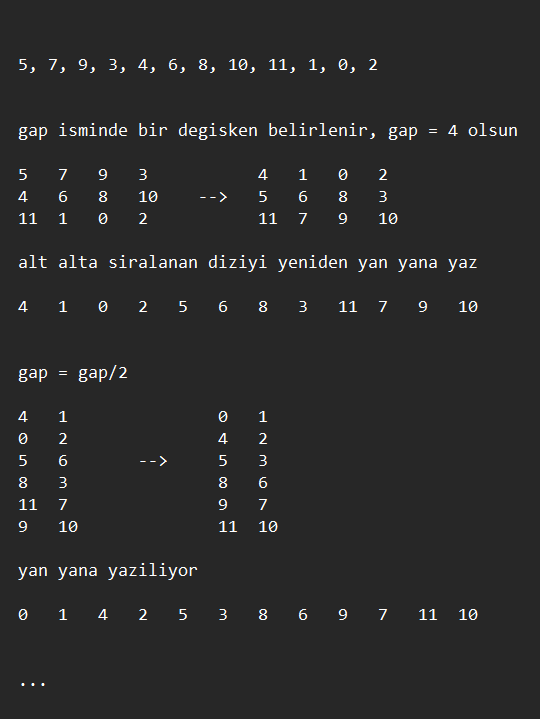 5, 7, 9, 3, 4, 6, 8, 10, 11, 1, 0, 2
gap isminde bir degisken belirlenir, gap = 4 olsun
5 7 9 3 4 1 0 2
4 6 8 10 --> 5 6 8 3
11 1 0 2 11 7 9 10
alt alta siralanan diziyi yeniden yan yana yaz
4 1 0 2 5 6 8 3 11 7 9 10
gap = gap/2
4 1 0 1
0 2 4 2
5 6 --> 5 3
8 3 8 6
11 7 9 7
9 10 11 10
yan yana yaziliyor
0 1 4 2 5 3 8 6 9 7 11 10
...